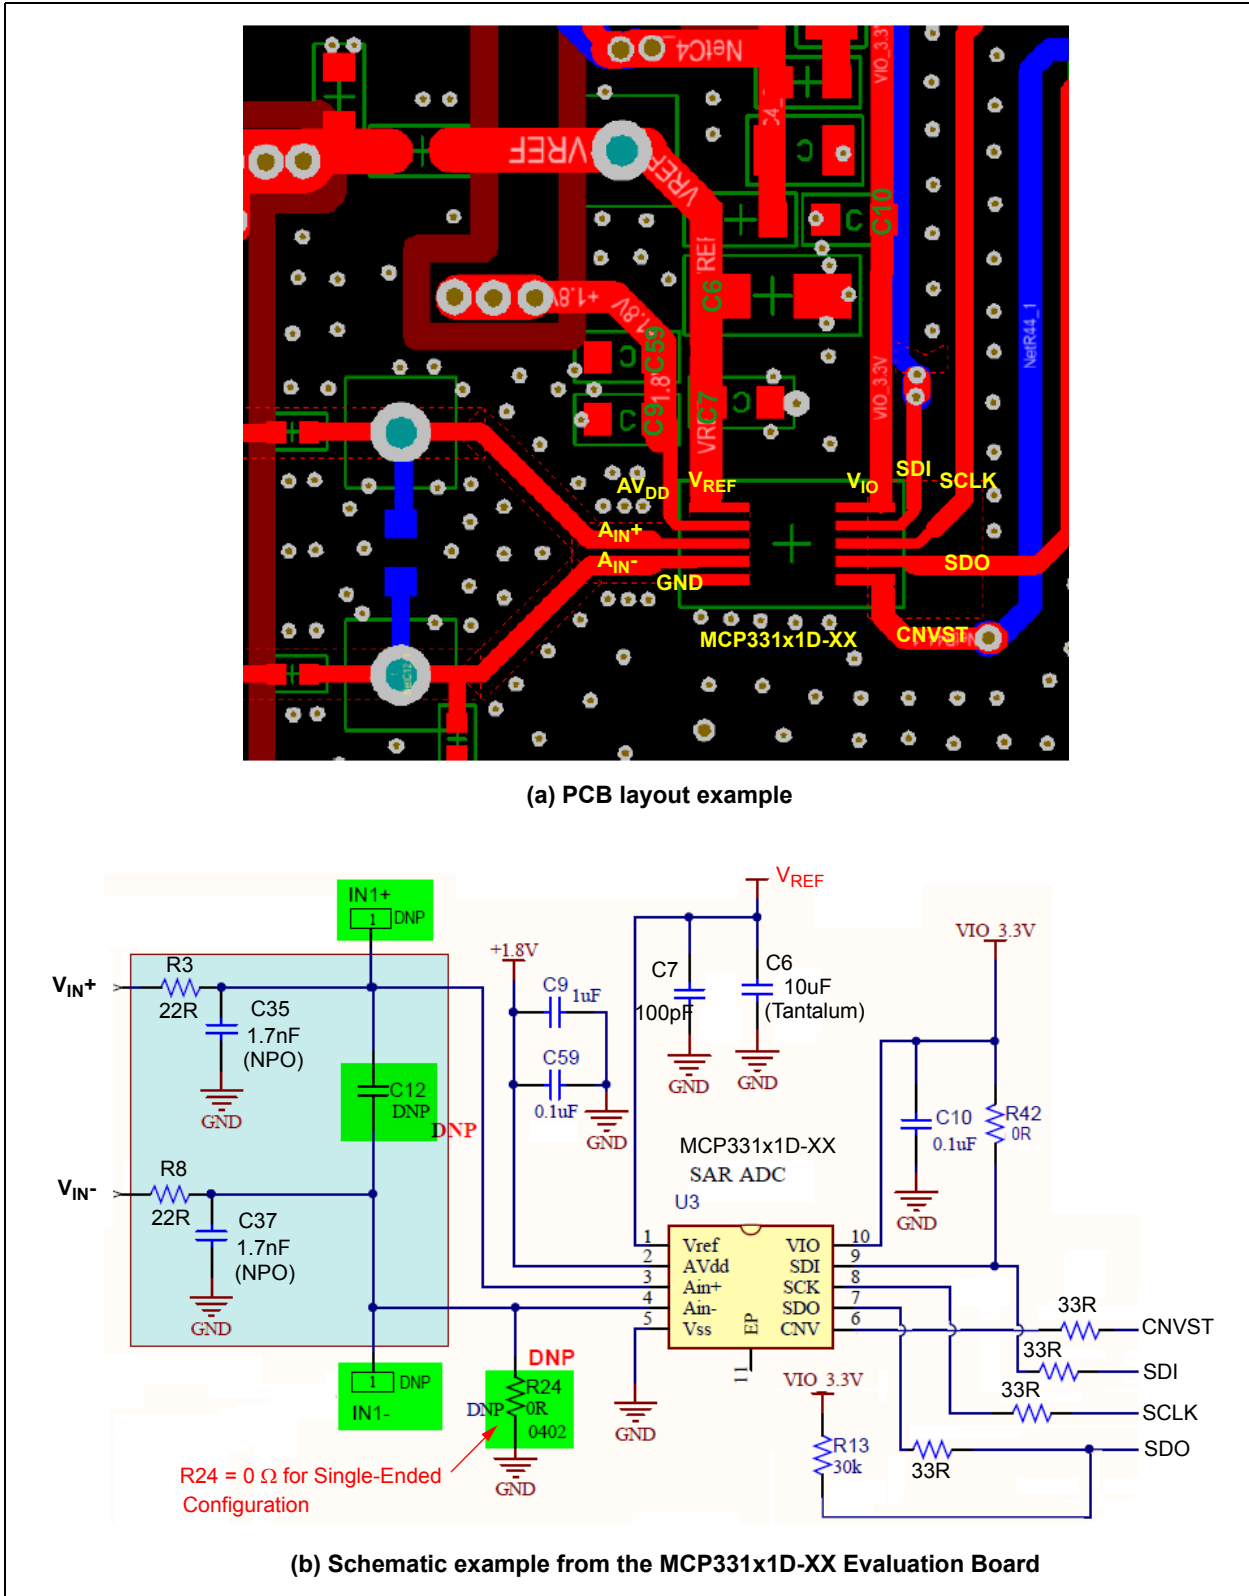 NetC4_
VIO_3.3V
C4_
VREF
VREF
C
C
C10
VREF
+1.8V
+1.8V
C6
C
C59
VIO_3.3V
NetR44_1
1.8V
C
C9
C7
C
SDI
AVDD
VREF
VIO
SCLK
AIN+
AIN-
SDO
GND
MCP331x1D-XX
CNVST
(a) PCB layout example
VREF
IN1+
1 DNP
+1.8V
VIO_3.3V
VIN+
R3
22R
C35
1.7nF
(NPO)
GND
C9
1uF
C59
0.1uF
GND
C7
100pF
GND
C6
10uF
(Tantalum)
GND
C12
DNP
DNP
C10
0.1uF
GND
R42
0R
MCP331x1D-XX
SAR ADC
U3
VIN-
R8
22R
C37
1.7nF
(NPO)
GND
1 Vref VIO 10
2 AVdd SDI 9
3 Ain+ SCK 8
4 Ain- SDO 7
5 Vss CNV 6
EP
11
33R
CNVST
33R
SDI
33R
SCLK
33R
SDO
1 DNP
IN1-
DNP
DNP R24
0R
0402
GND
GND
VIO_3.3V
R13
30k
R24 = 0 Ω for Single-Ended
Configuration
(b) Schematic example from the MCP331x1D-XX Evaluation Board